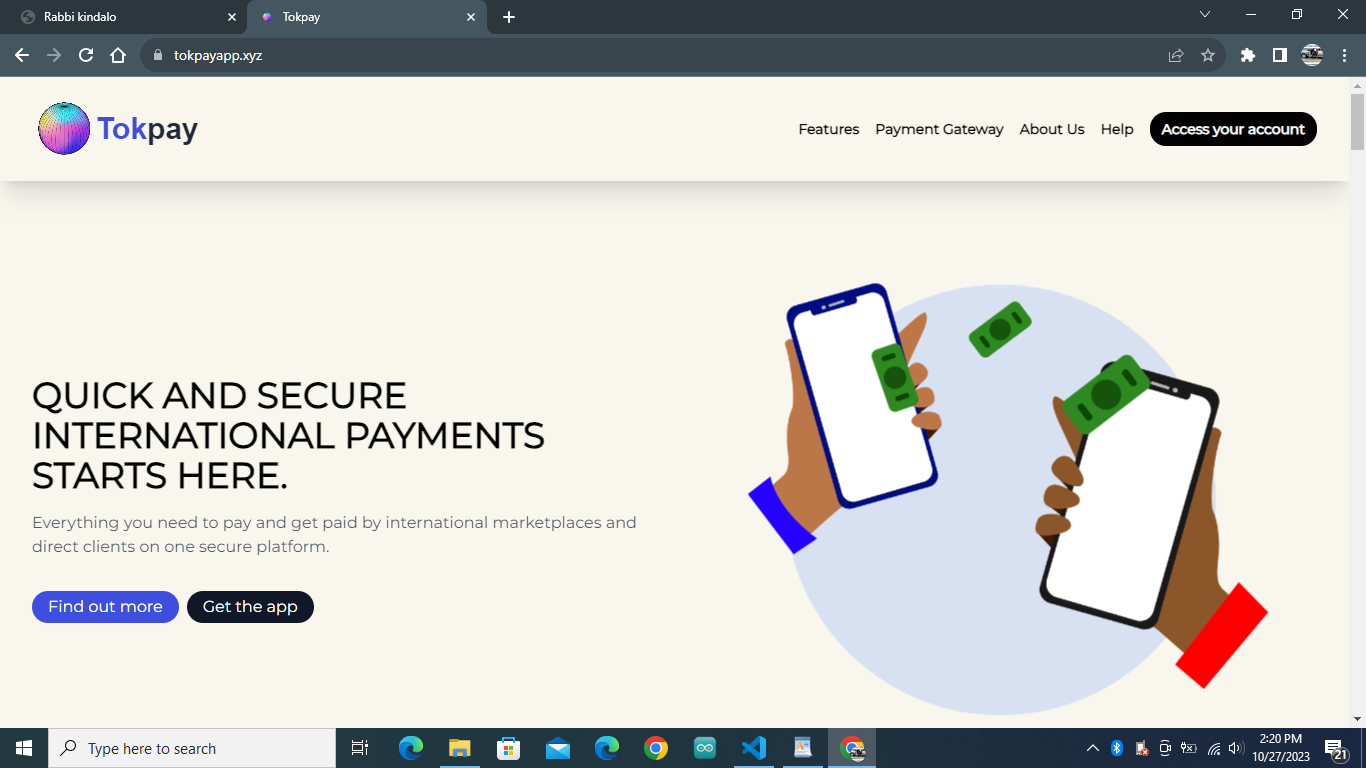 Rabbi kindalo
Tokpay
tokpayapp.xyz
Tokpay
Features Payment Gateway About Us Help Access your account
QUICK AND SECURE
INTERNATIONAL PAYMENTS
STARTS HERE.
Everything you need to pay and get paid by international marketplaces and
direct clients on one secure platform.
Find out more Get the app
Type here to search
2:20 PM
10/27/2023
21